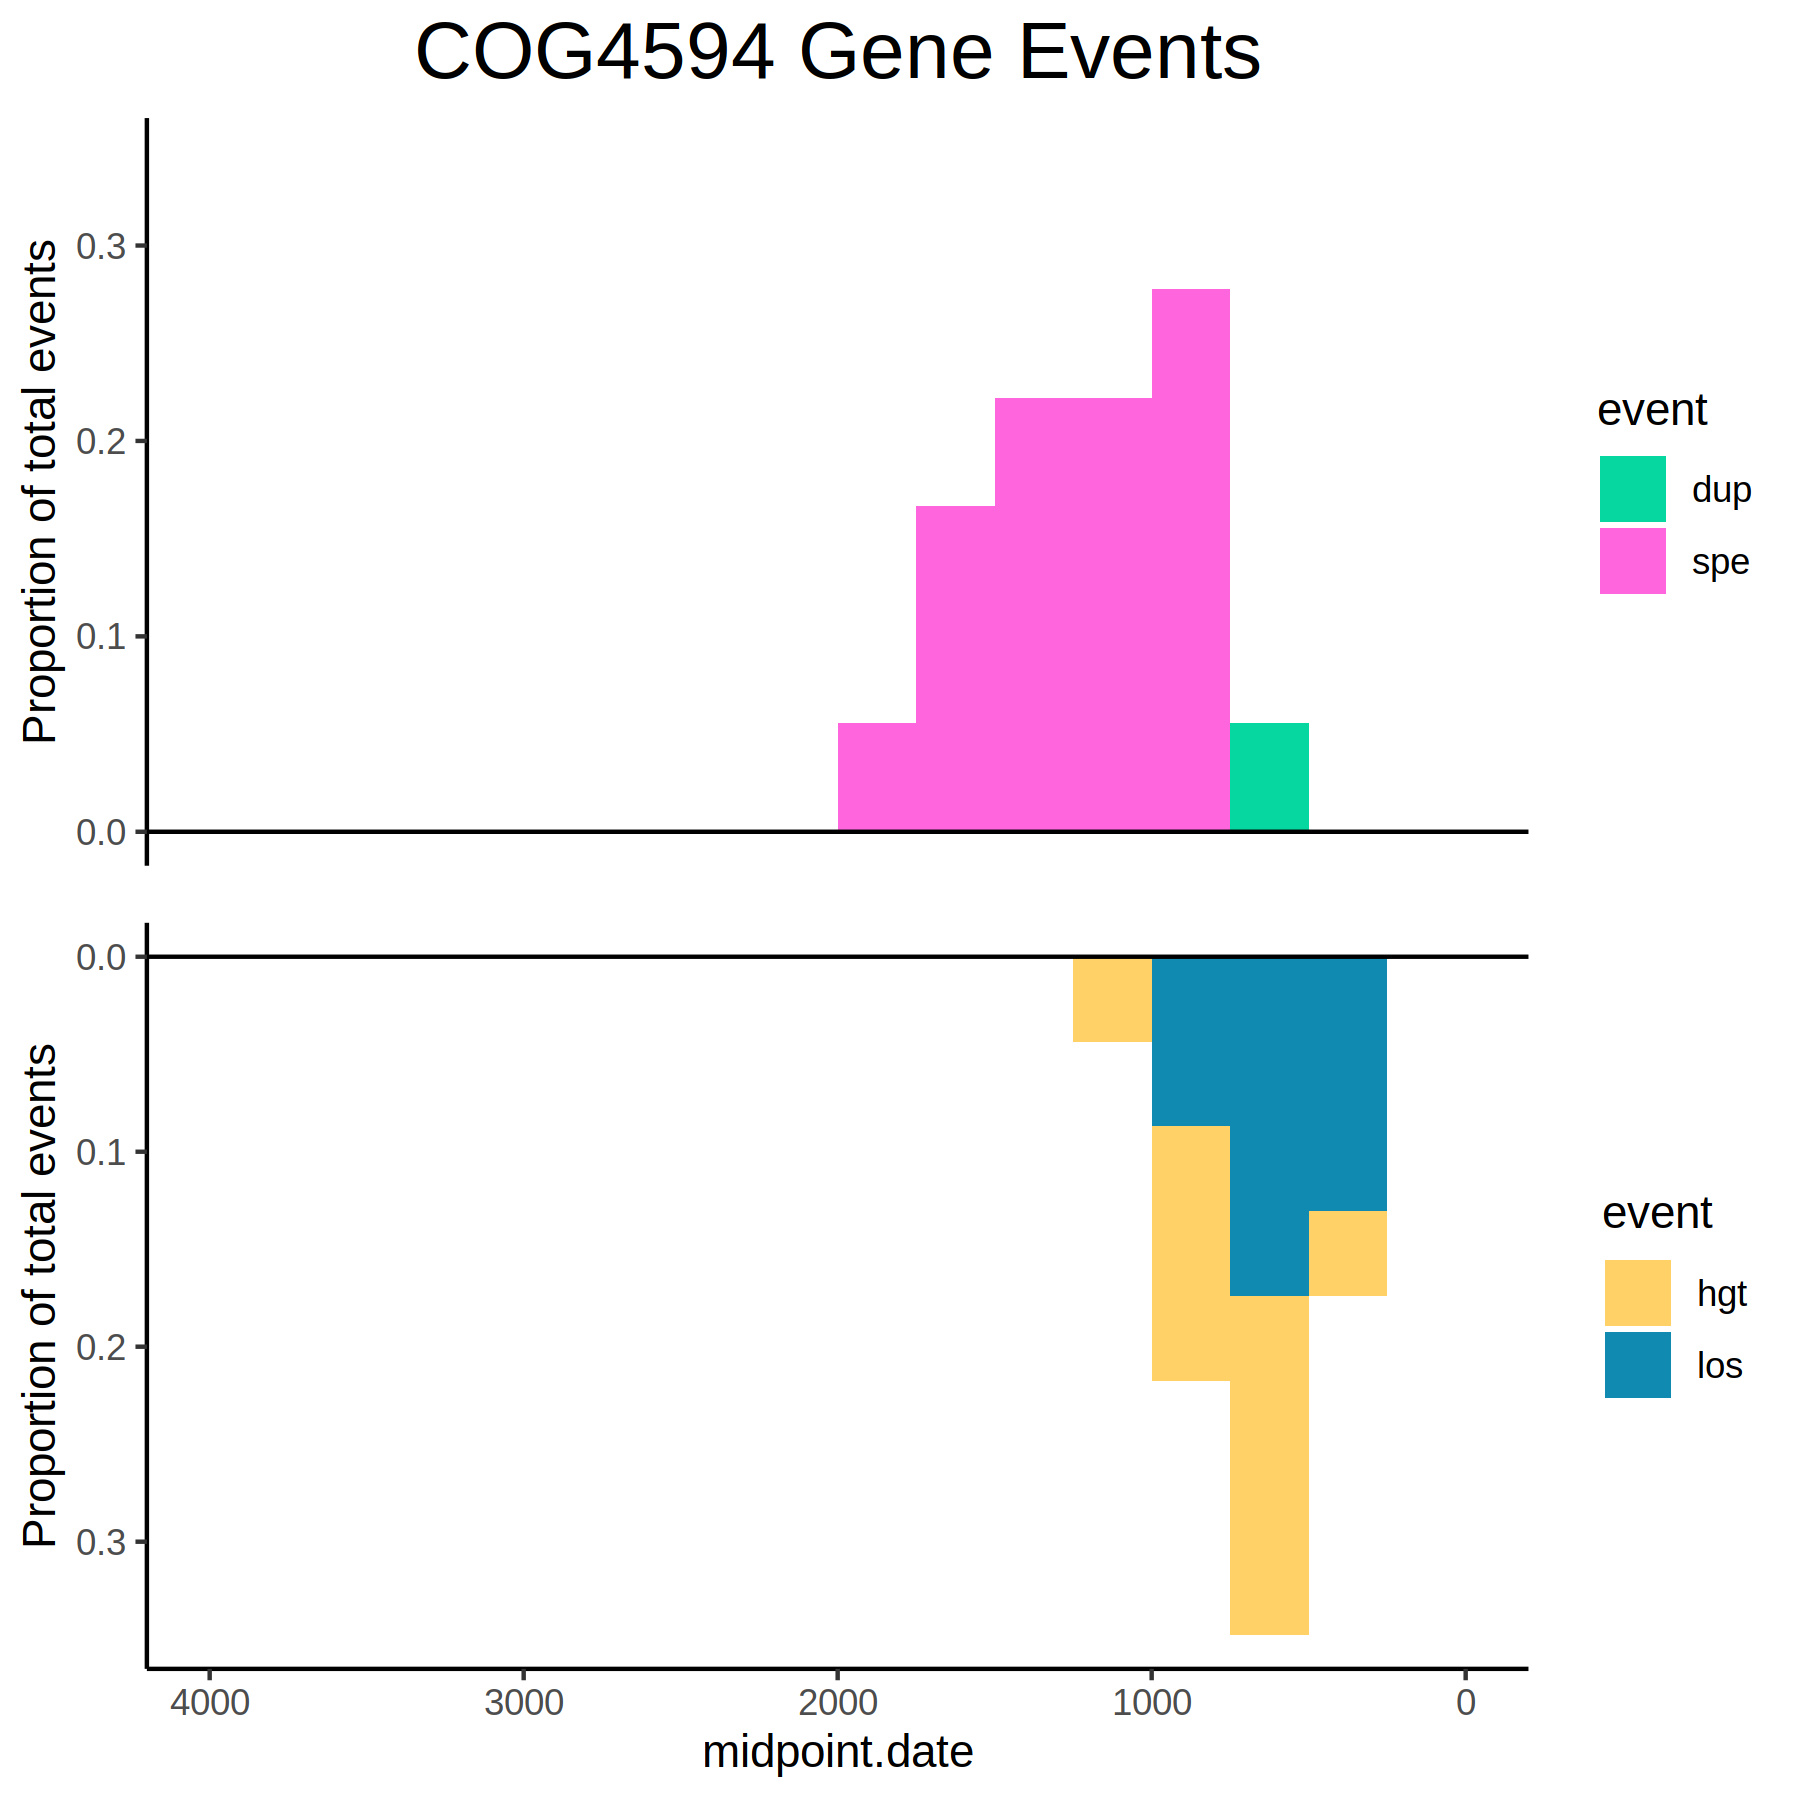 COG4594 Gene Events
Proportion of total events
0.3
0.2
0.1
0.0
event
dup
spe
Proportion of total events
0.0
0.1
0.2
0.3
event
hgt
los
4000 3000 2000 1000 0
midpoint.date